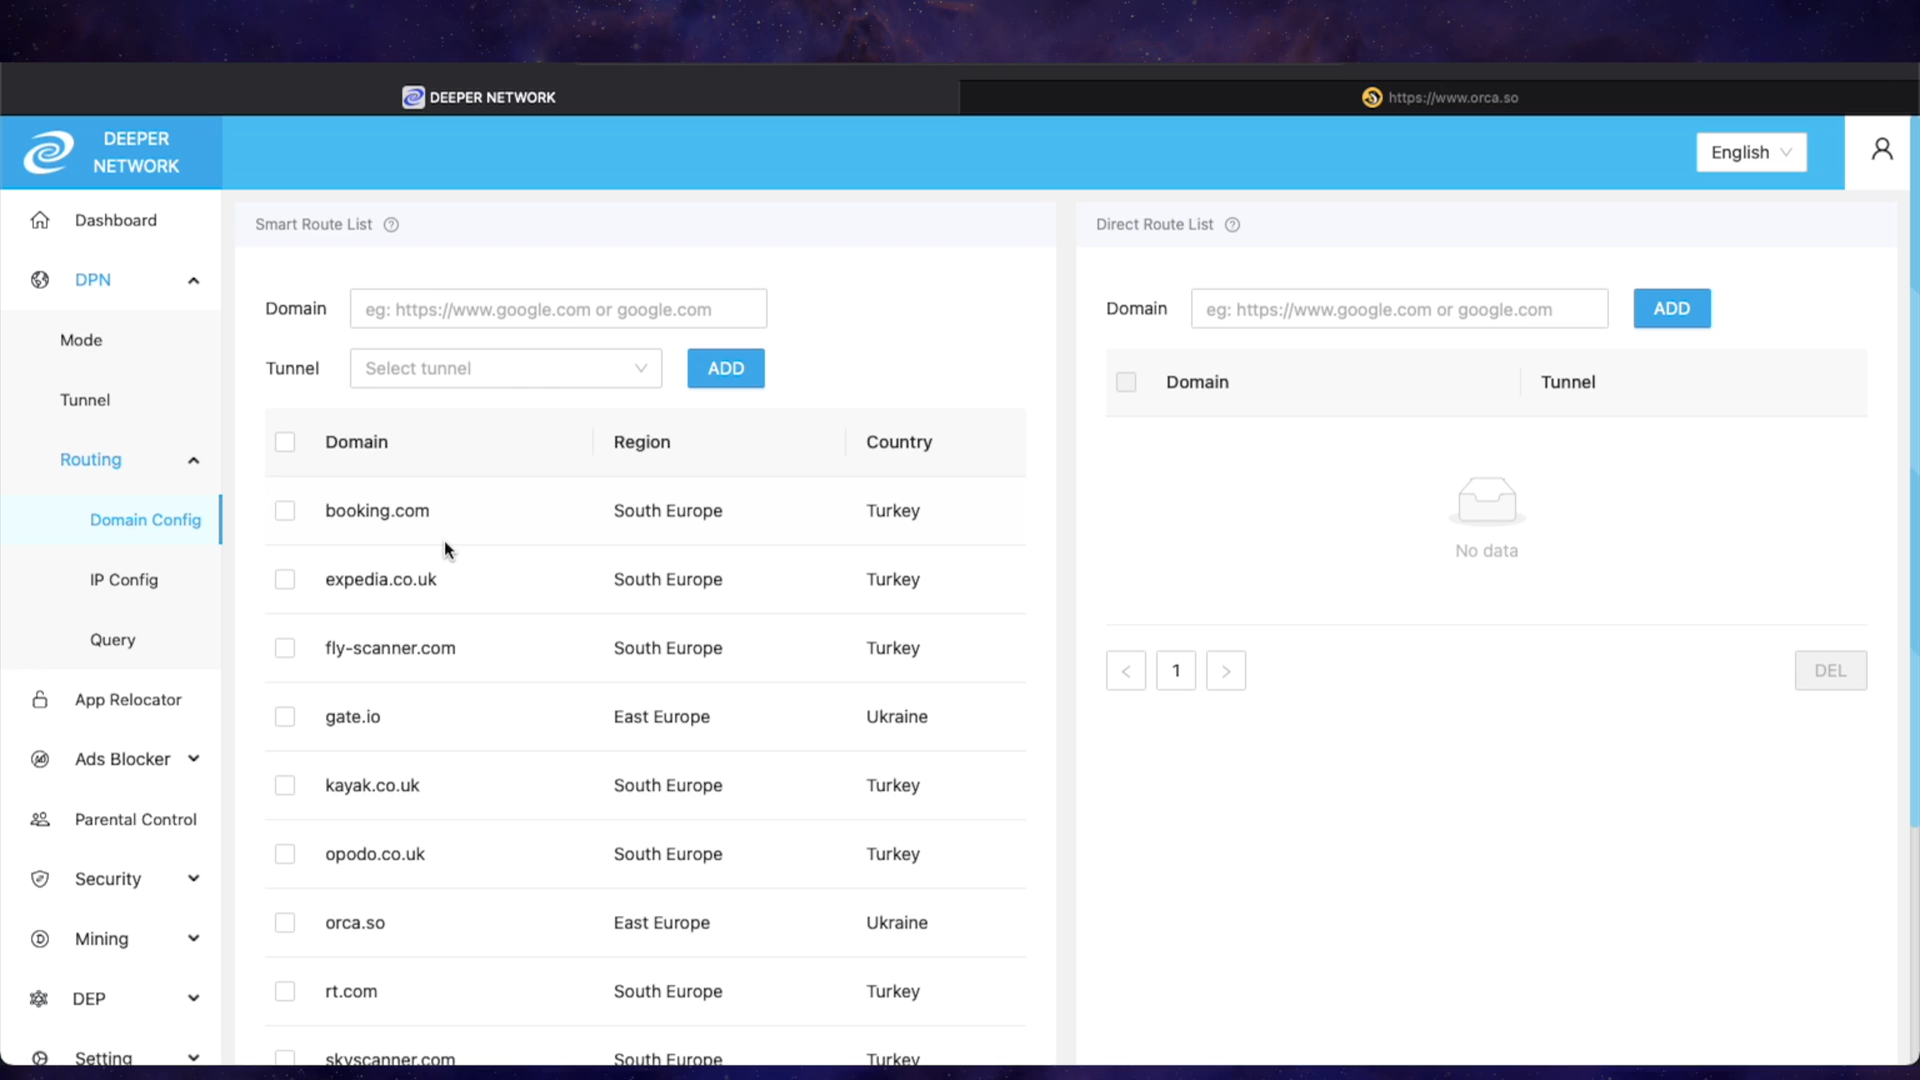 DEEPER NETWORK
https://www.orca.so
DEEPER
NETWORK
English
Dashboard
DPN
Mode
Tunnel
Routing
Domain Config
IP Config
Query
App Relocator
Ads Blocker
Parental Control
Security
Mining
DEP
Setting
Smart Route List
Domain eg: https://www.google.com or google.com
Tunnel Select tunnel ADD
Domain Region Country
booking.com South Europe Turkey
expedia.co.uk South Europe Turkey
fly-scanner.com South Europe Turkey
gate.io East Europe Ukraine
kayak.co.uk South Europe Turkey
opodo.co.uk South Europe Turkey
orca.so East Europe Ukraine
rt.com South Europe Turkey
skyscanner.com South Europe Turkey
Direct Route List
Domain eg: https://www.google.com or google.com ADD
Domain Tunnel
No data
< 1 > DEL